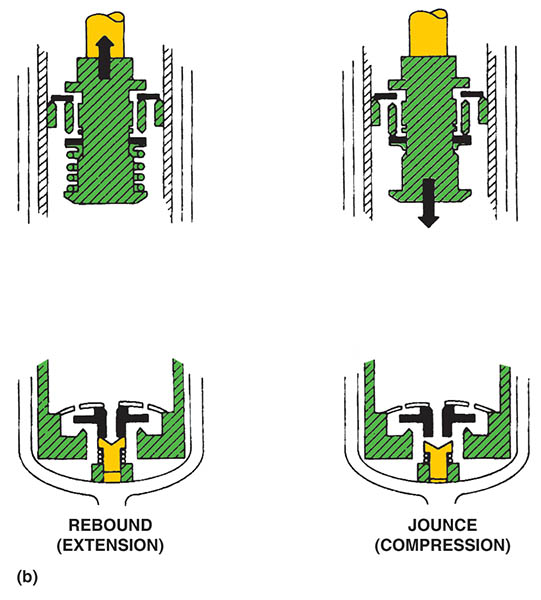 REBOUND
(EXTENSION)
JOUNCE
(COMPRESSION)
(b)